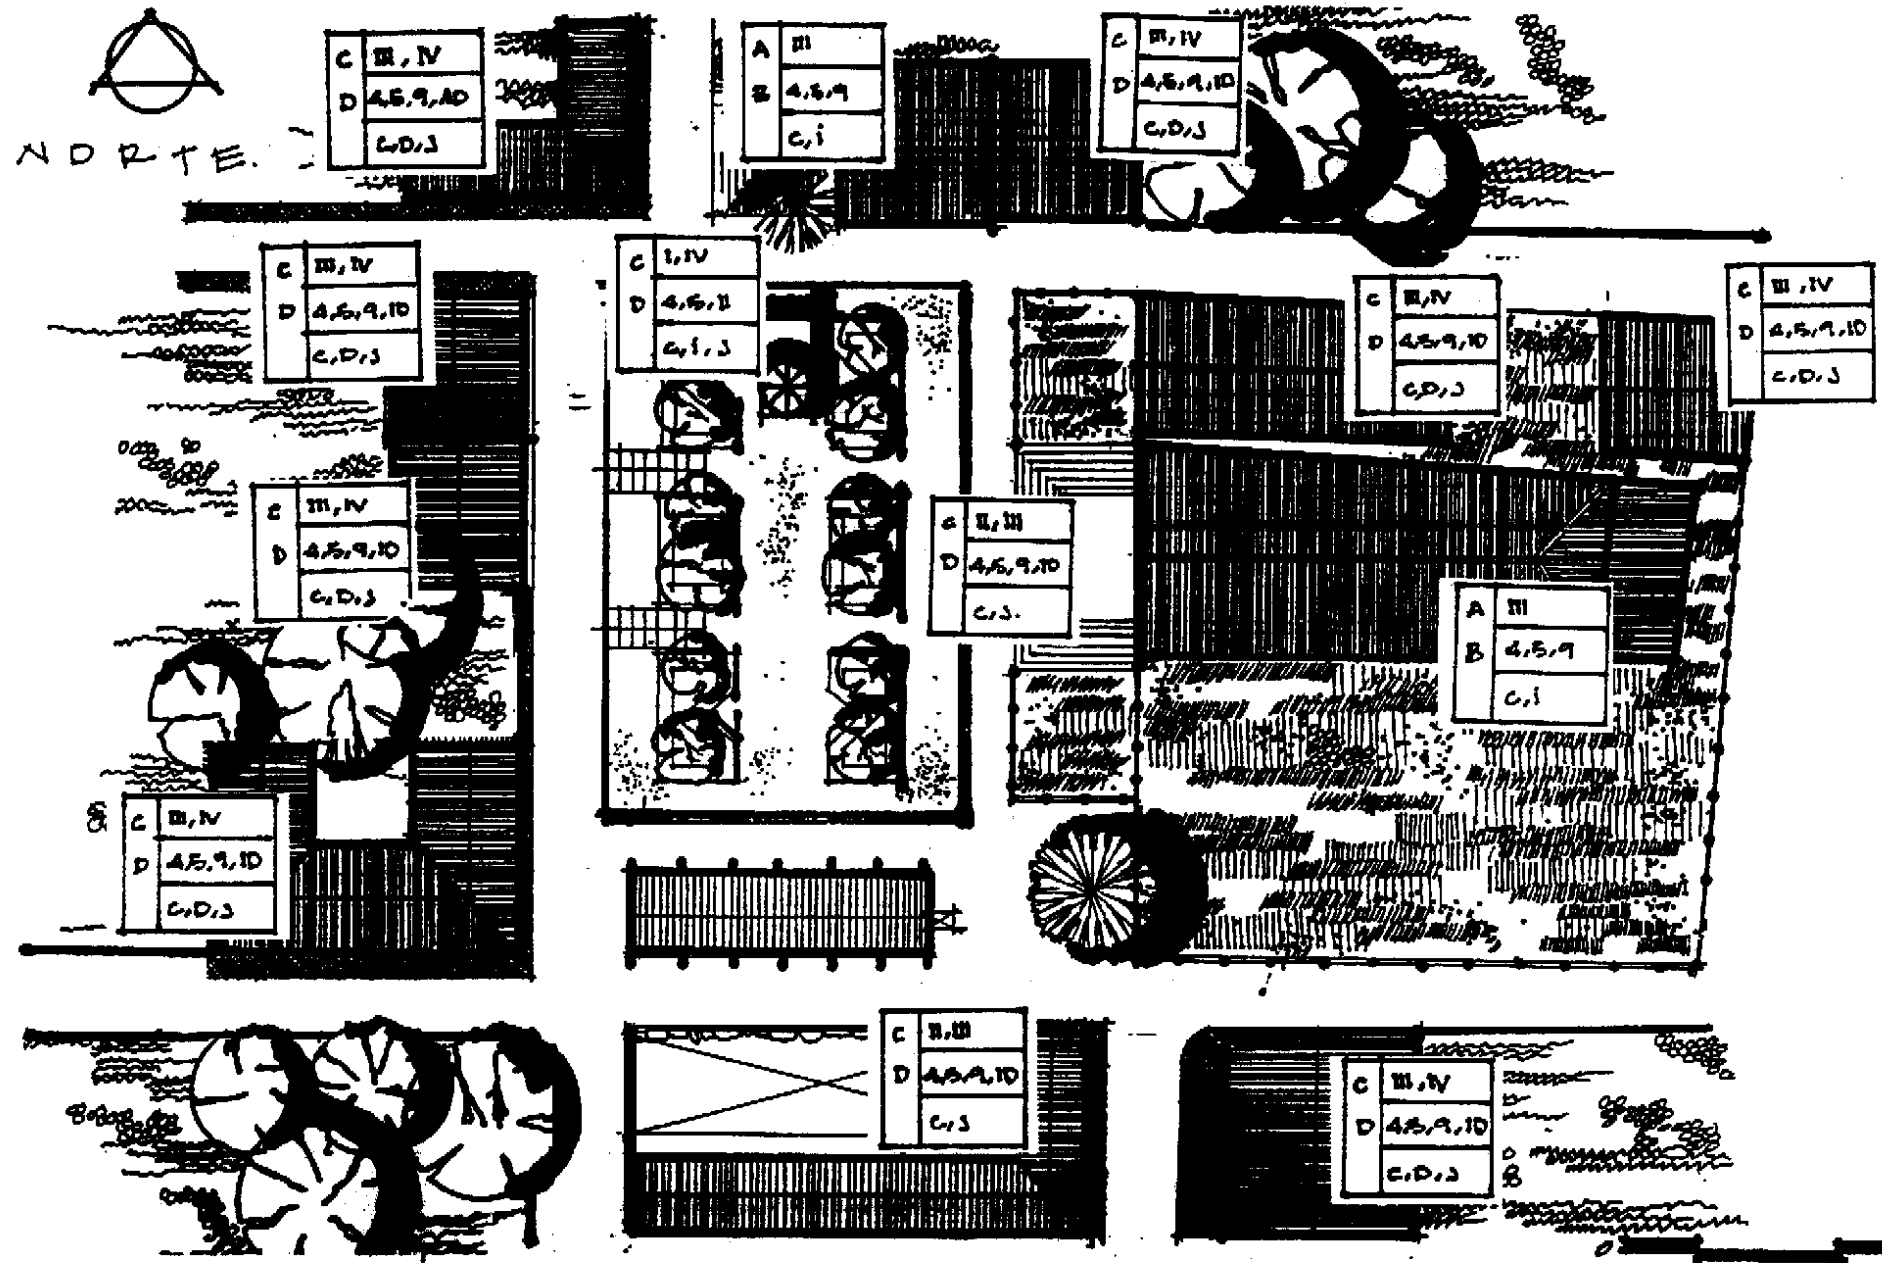 NORTE.
C III, IV
D 4,5,9,10
C,D,J
A III
B 4,5,9
C,i
C III, IV
D 4,5,9,10
C,D,J
C III, IV
D 4,5,9,10
C,D,J
C I, IV
D 4,5,11
C,i,J
C III, IV
D 4,5,9,10
C,D,J
C III, IV
D 4,5,9,10
C,D,J
C III, IV
D 4,5,9,10
C,D,J
C II, III
D 4,5,9,10
C,J.
A III
B 4,5,9
C,i
C III, IV
D 4,5,9,10
C,D,J
C II, III
D 4,5,9,10
C,J
C III, IV
D 4,5,9,10
C,D,J
0